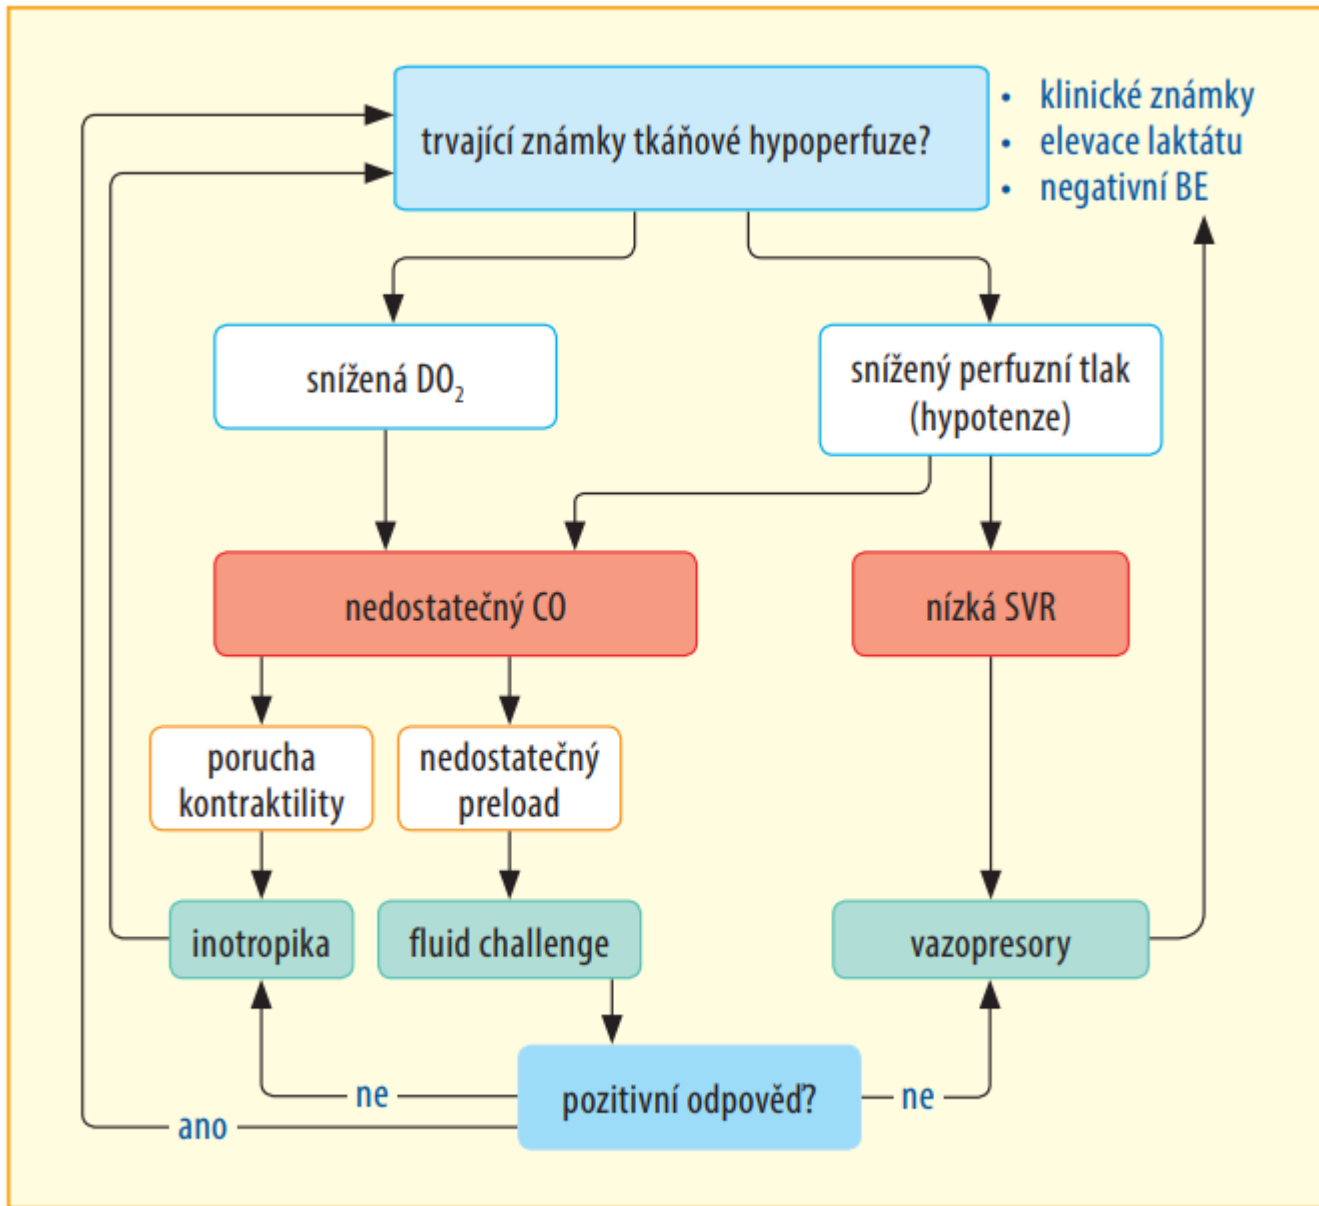 trvající známky tkáňové hypoperfuze?
• klinické známky
• elevace laktátu
• negativní BE
snížená DO₂
snížený perfuzní tlak
(hypotenze)
nedostatečný CO
nízká SVR
porucha
kontraktility
nedostatečný
preload
inotropika
fluid challenge
vazopresory
pozitivní odpověď?
ne
ne
ano